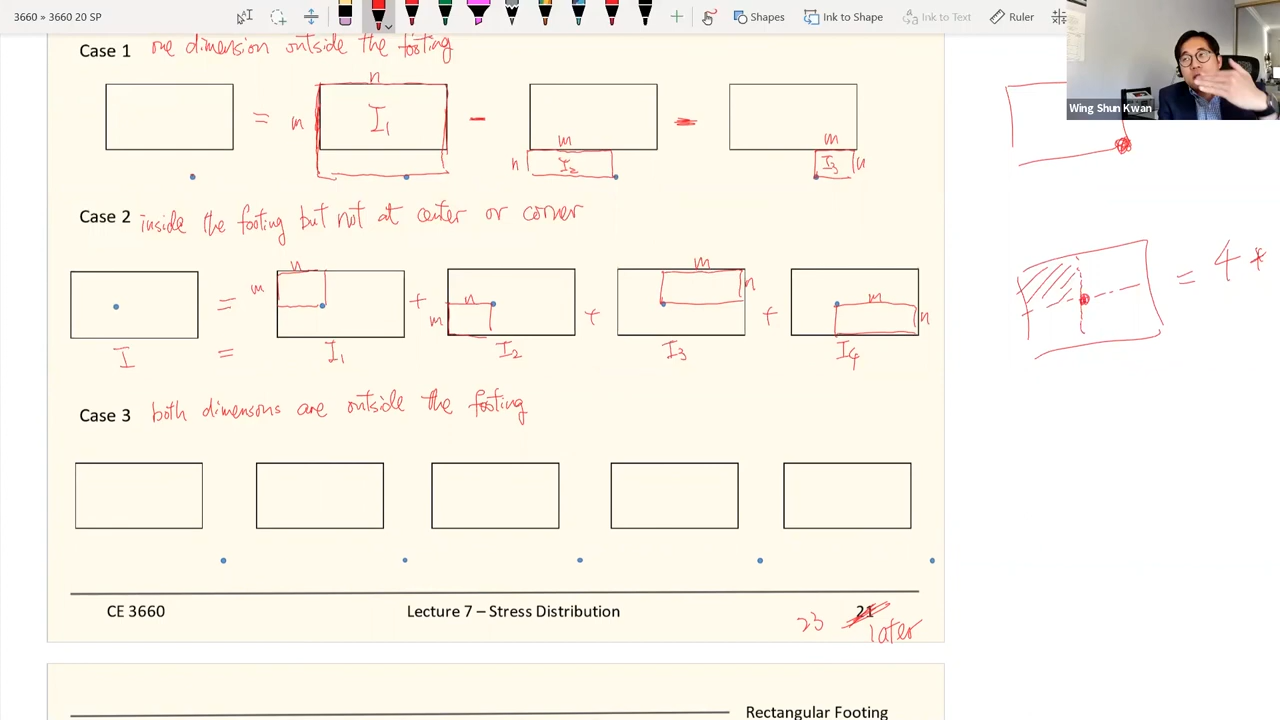 3660 » 3660 20 SP
Shapes
Ink to Shape
Ink to Text
Ruler
Wing Shun Kwan
Case 1 one dimension outside the footing
n
m I₁
= - -
m
n I₂
m
I₃ n
Case 2 inside the footing but not at center or corner
n
m
= + + +
n
m
m
n
m
n
I = I₁ I₂ I₃ I₄
= 4 *
Case 3 both dimensons are outside the footing
CE 3660
Lecture 7 – Stress Distribution
21
23 later
Rectangular Footing